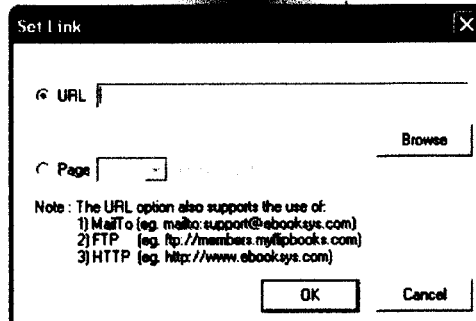 Set Link
URL
Browse
Page
Note : The URL option also supports the use of:
1) MailTo (eg. mailto:support@ebooksys.com)
2) FTP (eg. ftp://members.myflipbooks.com)
3) HTTP (eg. http://www.ebooksys.com)
OK Cancel